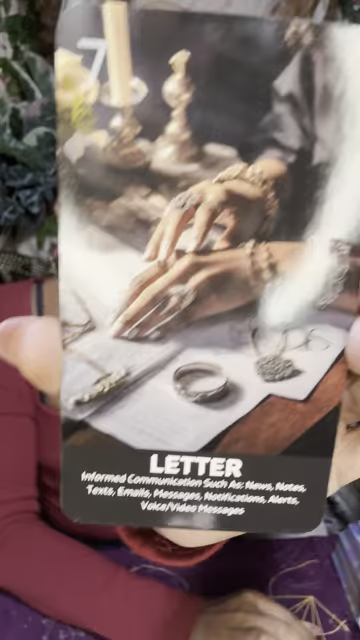 7
LETTER
Informed Communication Such As: News, Notes,
Texts, Emails, Messages, Notifications, Alerts,
Voice/Video Messages